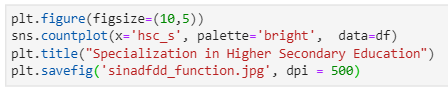 plt.figure(figsize=(10,5))
sns.countplot(x='hsc_s', palette='bright',  data=df)
plt.title("Specialization in Higher Secondary Education")
plt.savefig('sinadfdd_function.jpg', dpi = 500)